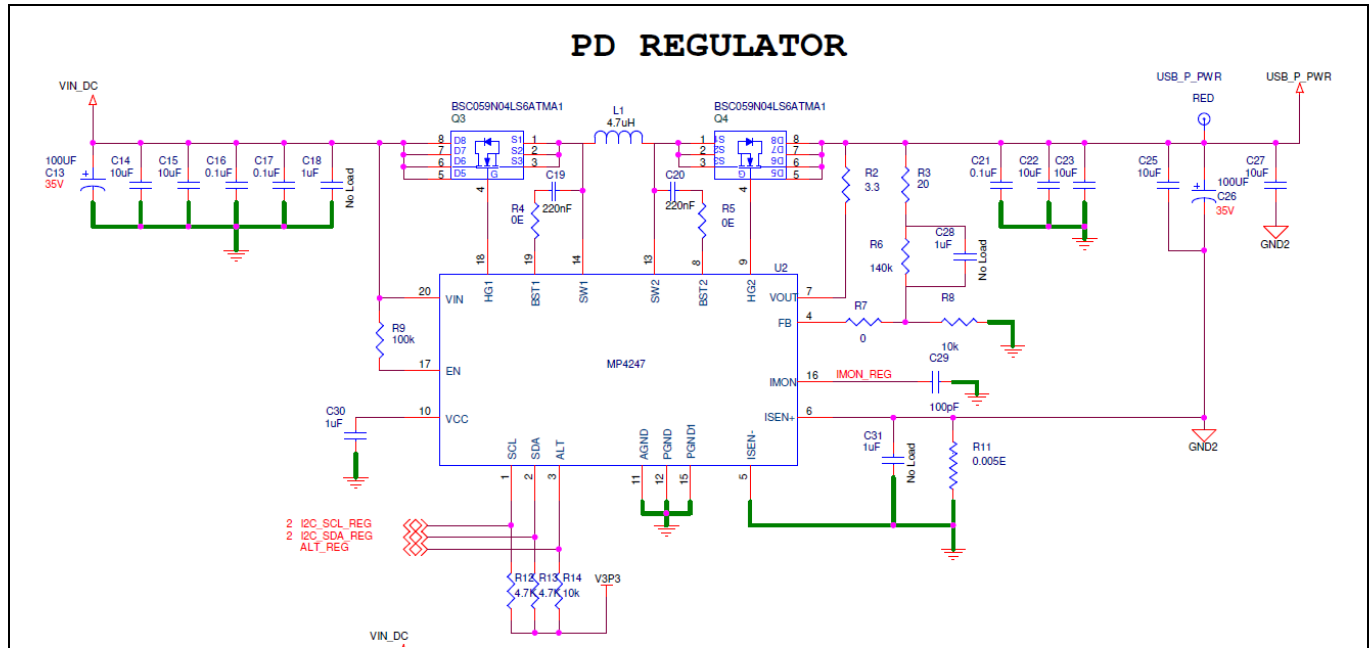 PD REGULATOR
VIN_DC
USB_P_PWR
USB_P_PWR
RED
BSC059N04LS6ATMA1
Q3
L1
4.7uH
BSC059N04LS6ATMA1
Q4
8 D8 S1 1
7 D7 S2 2
6 D6 S3 3
5 D5 G
4
1 S1 D8 8
2 S2 D7 7
3 S3 D6 6
G D5 5
4
100UF
C13
35V
C14
10uF
C15
10uF
C16
0.1uF
C17
0.1uF
C18
1uF
No Load
C19
220nF
R4
0E
C20
220nF
R5
0E
R2
3.3
R3
20
C21
0.1uF
C22
10uF
C23
10uF
C25
10uF
100UF
C26
35V
C27
10uF
GND2
R6
140k
C28
1uF
No Load
18
19
14
13
8
9
U2
HG1
BST1
SW1
SW2
BST2
HG2
20 VIN
VOUT 7
FB 4
R7
0
R8
10k
R9
100k
17 EN
MP4247
IMON 16
IMON_REG
C29
100pF
10 VCC
ISEN+ 6
C30
1uF
SCL
SDA
ALT
AGND
PGND
PGND1
ISEN-
1
2
3
11
12
15
5
C31
1uF
No Load
R11
0.005E
GND2
2 I2C_SCL_REG
2 I2C_SDA_REG
ALT_REG
R12
4.7K
R13
4.7K
R14
10k
V3P3
VIN_DC